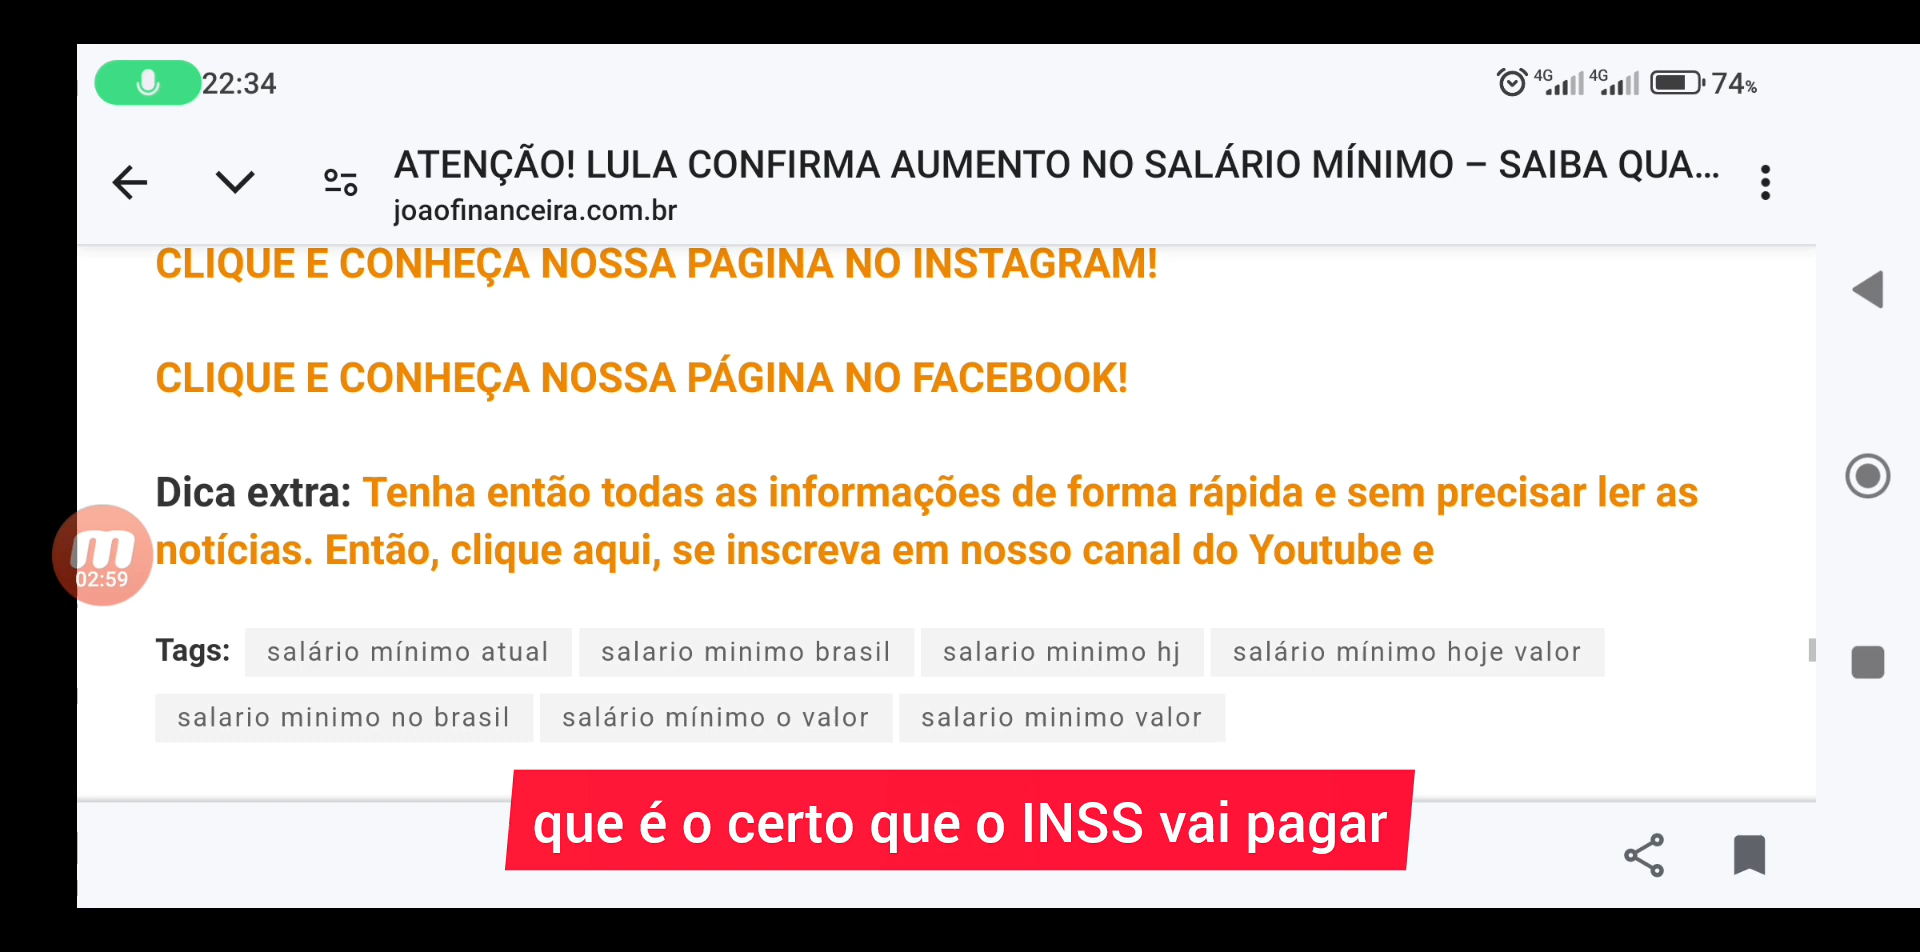 22:34
4G 4G 74%
ATENÇÃO! LULA CONFIRMA AUMENTO NO SALÁRIO MÍNIMO – SAIBA QUA...
joaofinanceira.com.br
CLIQUE E CONHEÇA NOSSA PÁGINA NO INSTAGRAM!
CLIQUE E CONHEÇA NOSSA PÁGINA NO FACEBOOK!
Dica extra: Tenha então todas as informações de forma rápida e sem precisar ler as
notícias. Então, clique aqui, se inscreva em nosso canal do Youtube e
02:59
Tags: salário mínimo atual salario minimo brasil salario minimo hj salário mínimo hoje valor
salario minimo no brasil salário mínimo o valor salario minimo valor
que é o certo que o INSS vai pagar